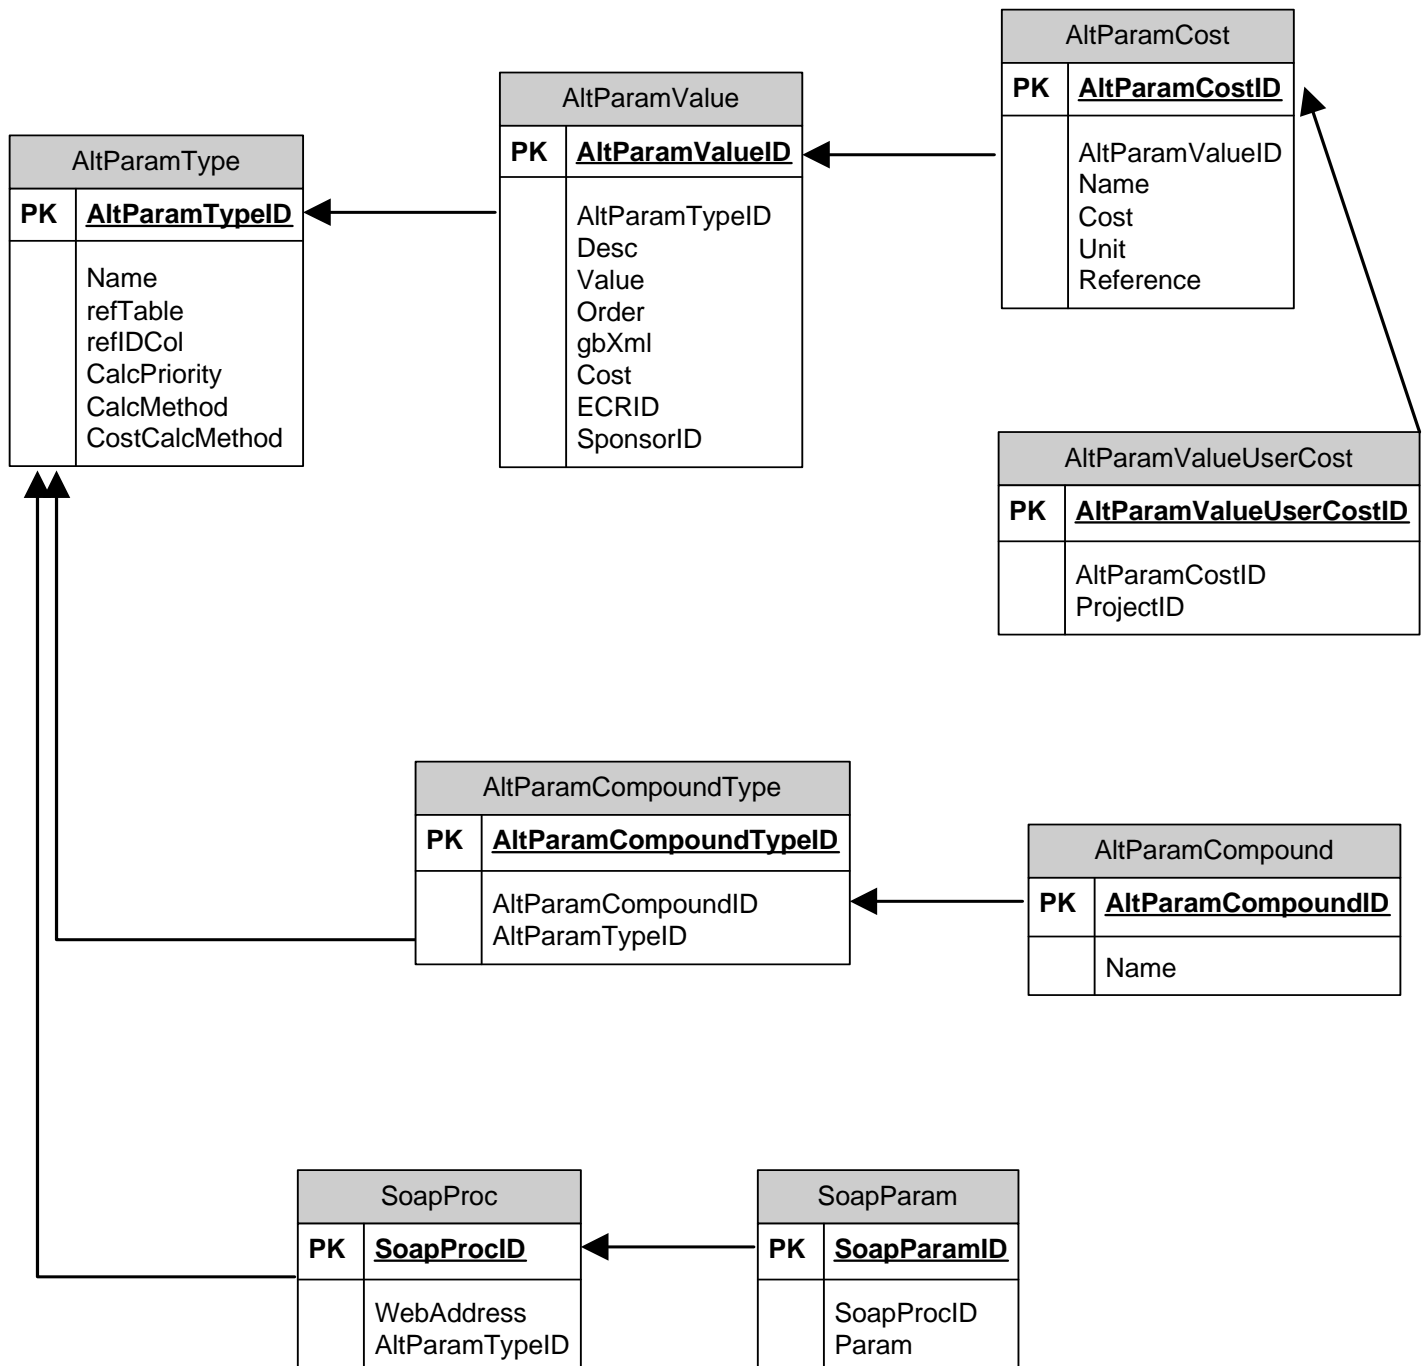 AltParamCost
PK AltParamCostID
AltParamValueID
Name
Cost
Unit
Reference
AltParamValue
PK AltParamValueID
AltParamTypeID
Desc
Value
Order
gbXml
Cost
ECRID
SponsorID
AltParamType
PK AltParamTypeID
Name
refTable
refIDCol
CalcPriority
CalcMethod
CostCalcMethod
AltParamValueUserCost
PK AltParamValueUserCostID
AltParamCostID
ProjectID
AltParamCompoundType
PK AltParamCompoundTypeID
AltParamCompoundID
AltParamTypeID
AltParamCompound
PK AltParamCompoundID
Name
SoapProc
PK SoapProcID
WebAddress
AltParamTypeID
SoapParam
PK SoapParamID
SoapProcID
Param